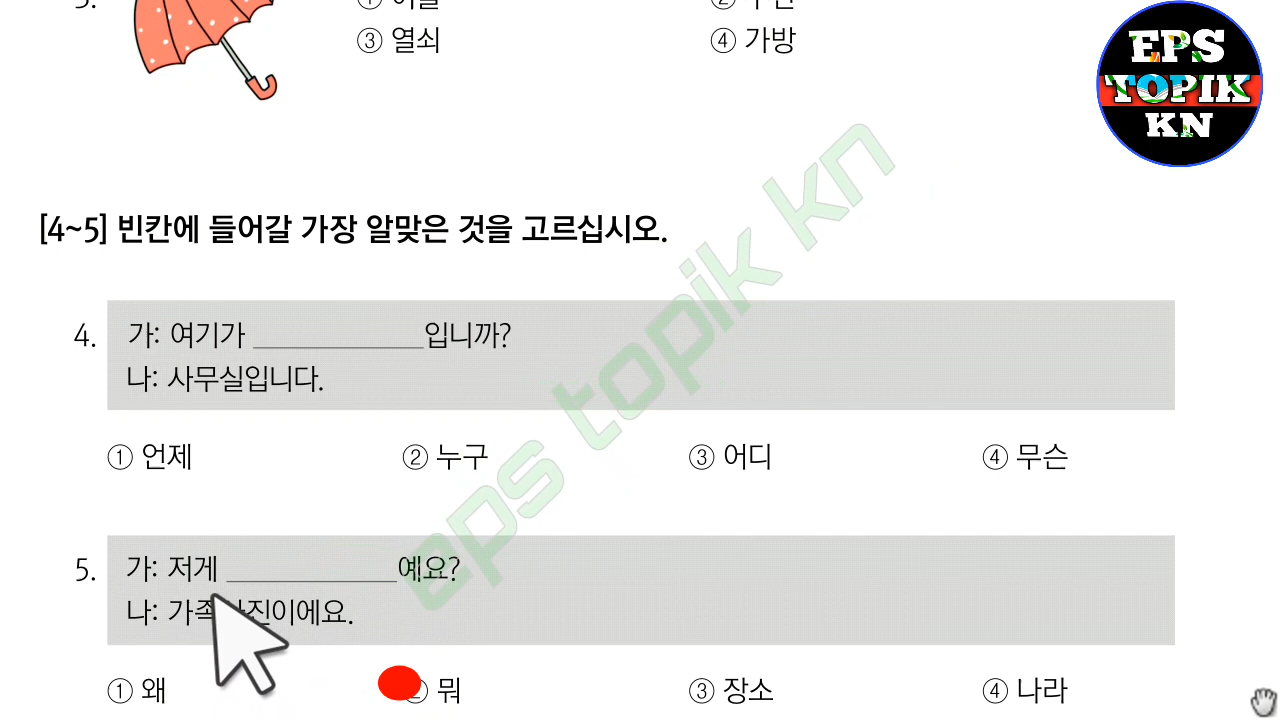 ③ 열쇠
④ 가방
EPS
TOPIK
KN
[4~5] 빈칸에 들어갈 가장 알맞은 것을 고르십시오.
4. 가: 여기가 __________입니까?
나: 사무실입니다.
① 언제 ② 누구 ③ 어디 ④ 무슨
5. 가: 저게 __________예요?
나: 가족사진이에요.
① 왜 ② 뭐 ③ 장소 ④ 나라
eps topik kn